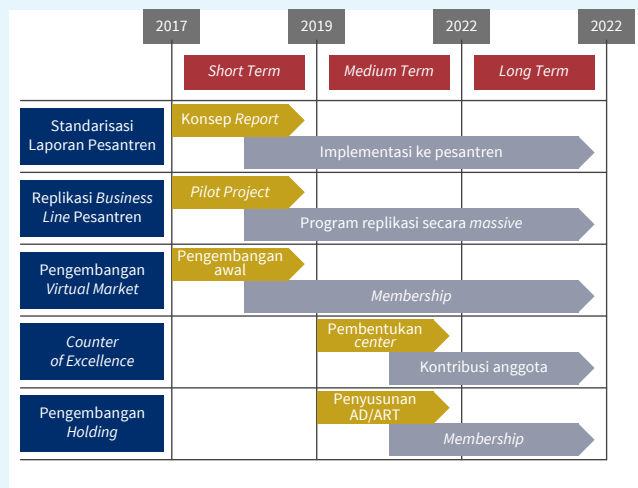 2017
2019
2022
2022
Short Term
Medium Term
Long Term
Standarisasi
Laporan Pesantren
Konsep Report
Implementasi ke pesantren
Replikasi Business
Line Pesantren
Pilot Project
Program replikasi secara massive
Pengembangan
Virtual Market
Pengembangan
awal
Membership
Counter
of Excellence
Pembentukan
center
Kontribusi anggota
Pengembangan
Holding
Penyusunan
AD/ART
Membership